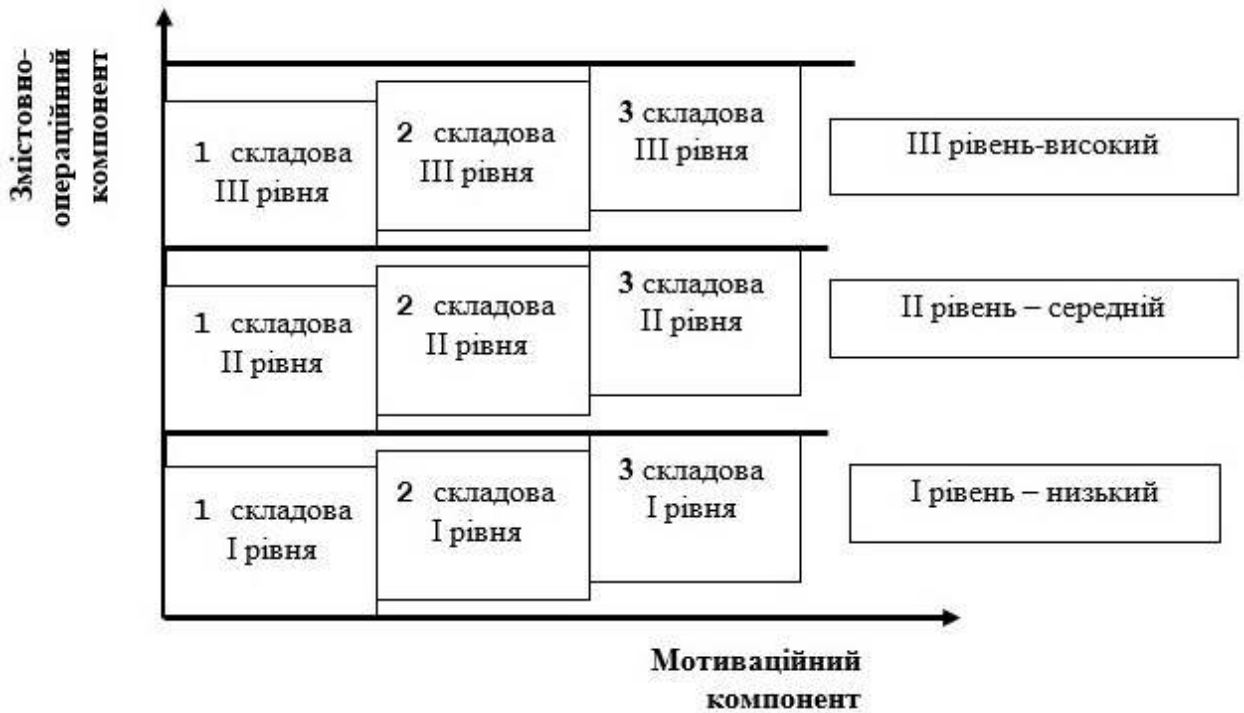 Змістовно-
операційний
компонент
1 складова
III рівня
2 складова
III рівня
3 складова
III рівня
III рівень-високий
1 складова
II рівня
2 складова
II рівня
3 складова
II рівня
II рівень – середній
1 складова
I рівня
2 складова
I рівня
3 складова
I рівня
I рівень – низький
Мотиваційний
компонент